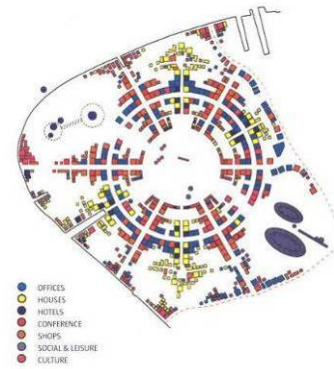 OFFICES
HOUSES
HOTELS
CONFERENCE
SHOPS
SOCIAL & LEISURE
CULTURE